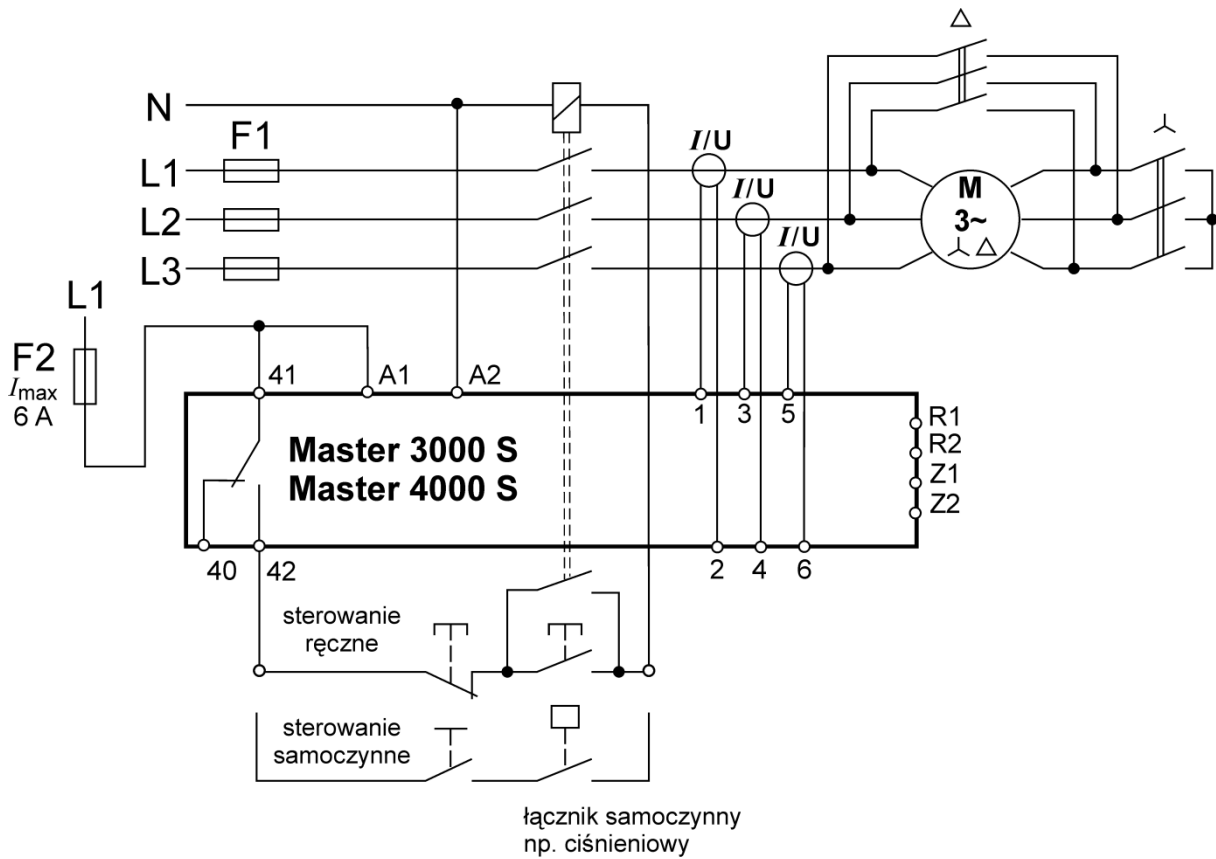 N
F1
L1
L2
L3
I/U
I/U
I/U
M
3~
L1
F2
Imax
6 A
41
A1
A2
1
3
5
R1
R2
Z1
Z2
Master 3000 S
Master 4000 S
40
42
2
4
6
sterowanie
ręczne
sterowanie
samoczynne
łącznik samoczynny
np. ciśnieniowy